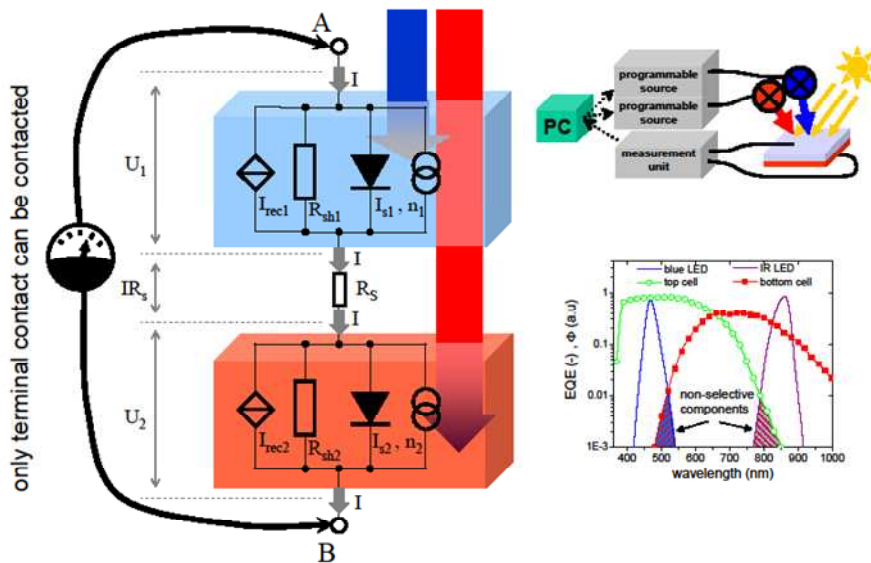 only terminal contact can be contacted
A
I
U1
Irec1
Rsh1
Is1 , n1
I
IRs
RS
I
U2
Irec2
Rsh2
Is2 , n2
I
B
programmable
source
programmable
source
PC
measurement
unit
blue LED
IR LED
top cell
bottom cell
EQE (-) , Φ (a.u
1
0.1
0.01
1E-3
non-selective
components
400 500 600 700 800 900 1000
wavelength (nm)